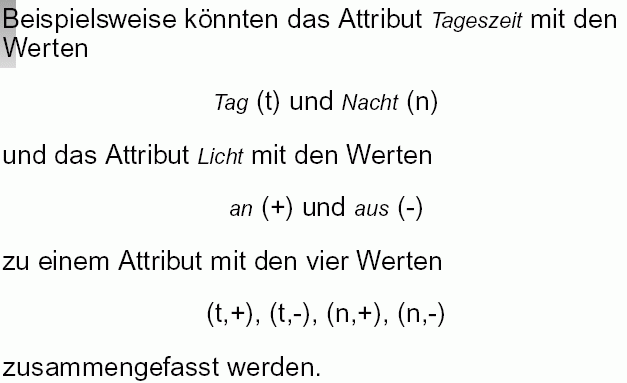 Beispielsweise könnten das Attribut Tageszeit mit den
Werten
Tag (t) und Nacht (n)
und das Attribut Licht mit den Werten
an (+) und aus (-)
zu einem Attribut mit den vier Werten
(t,+), (t,-), (n,+), (n,-)
zusammengefasst werden.